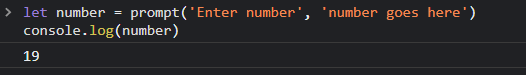 let number = prompt('Enter number', 'number goes here')
console.log(number)
19